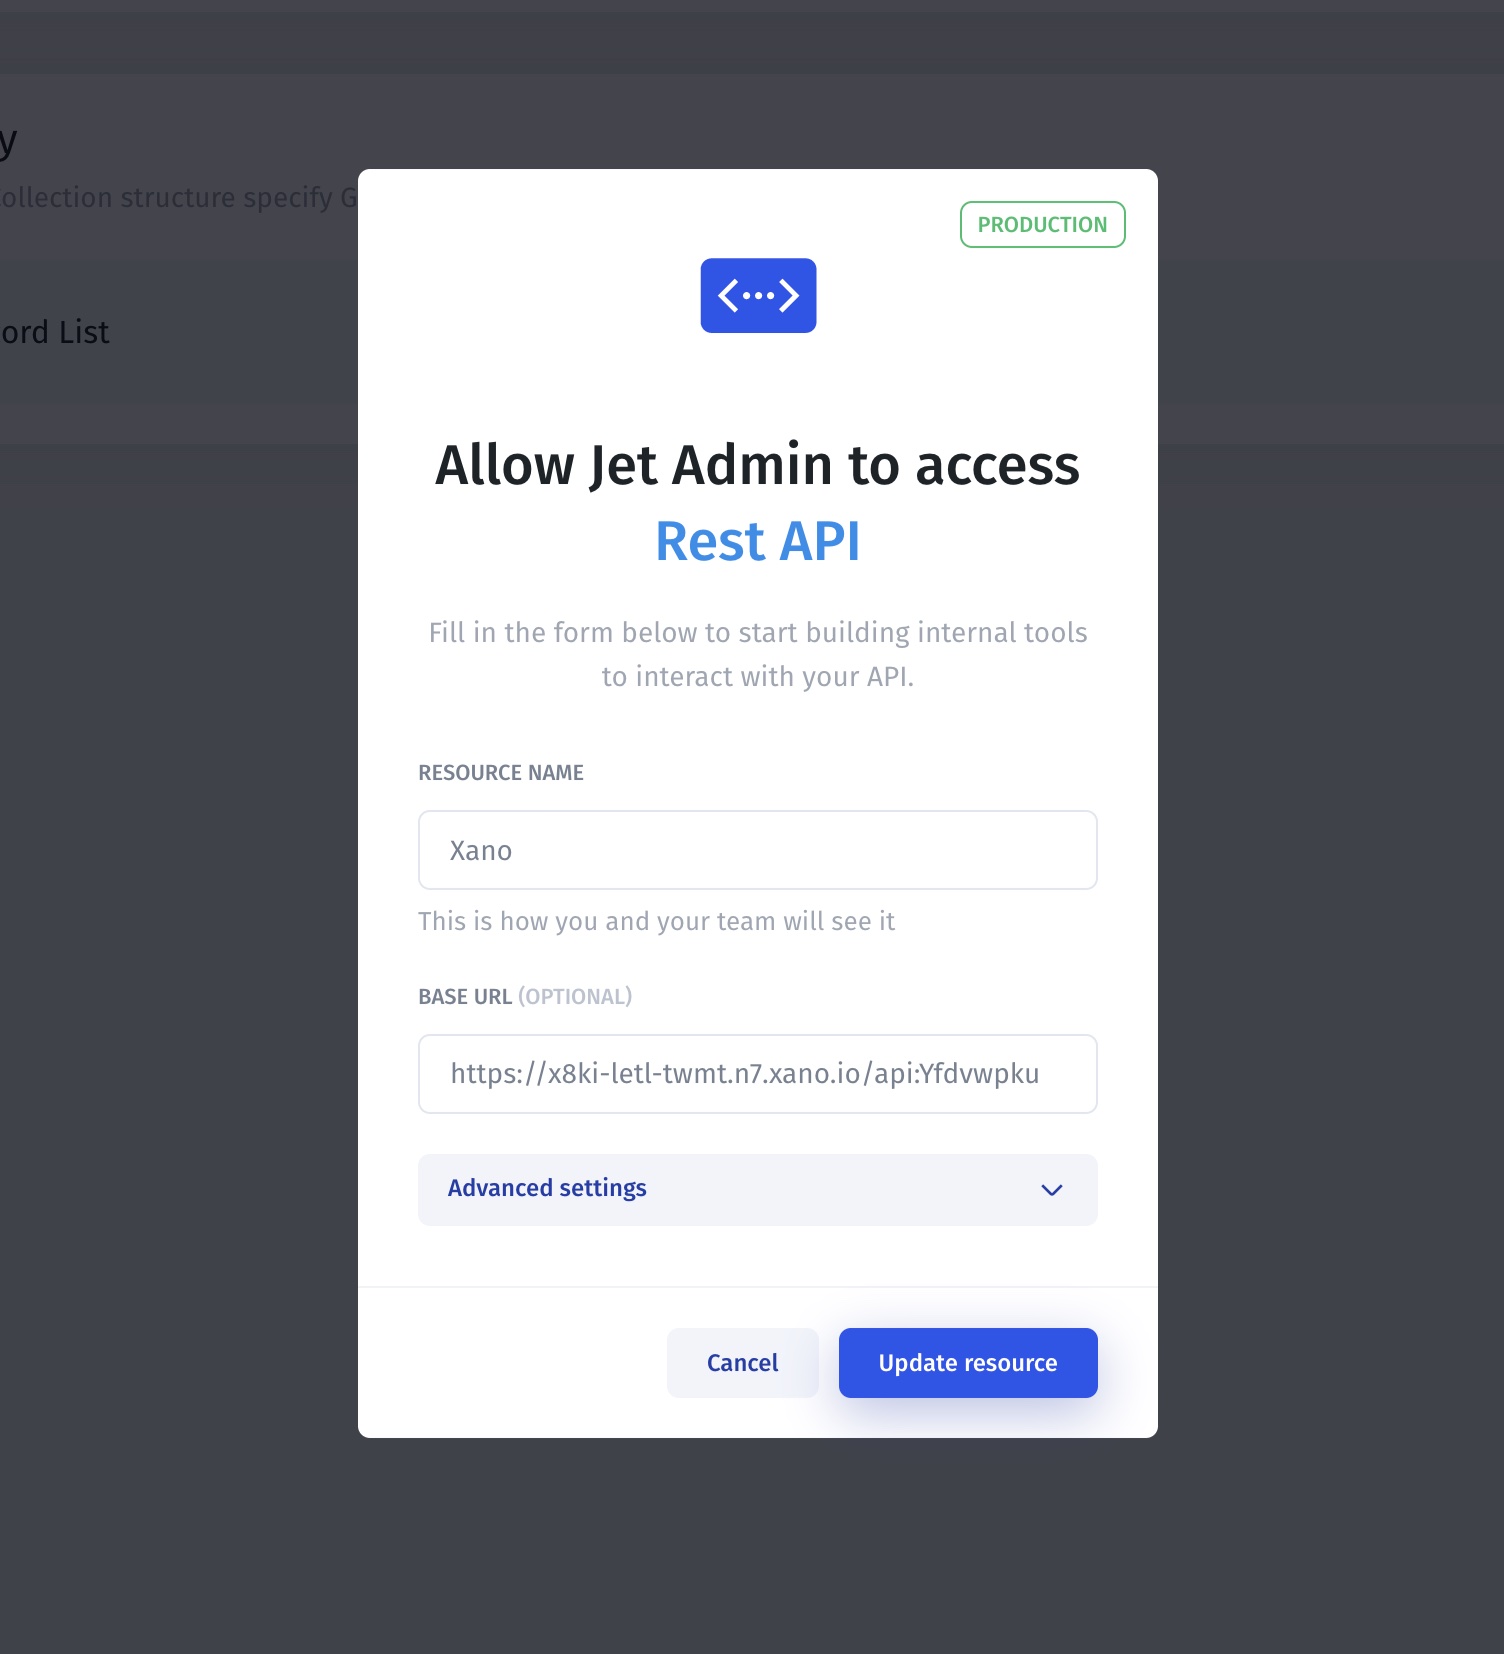 y
ollection structure specify G
ord List
PRODUCTION
Allow Jet Admin to access
Rest API
Fill in the form below to start building internal tools
to interact with your API.
RESOURCE NAME
Xano
This is how you and your team will see it
BASE URL (OPTIONAL)
https://x8ki-letl-twmt.n7.xano.io/api:Yfdvwpku
Advanced settings
Cancel
Update resource